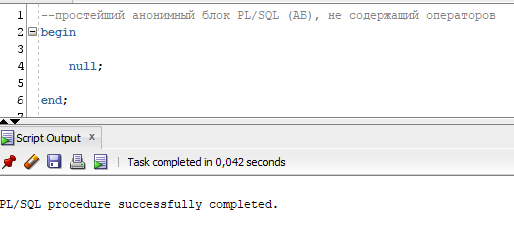 1 --простейший анонимный блок PL/SQL (АБ), не содержащий операторов
2 begin
3
4 null;
5
6 end;
Script Output x
Task completed in 0,042 seconds
PL/SQL procedure successfully completed.